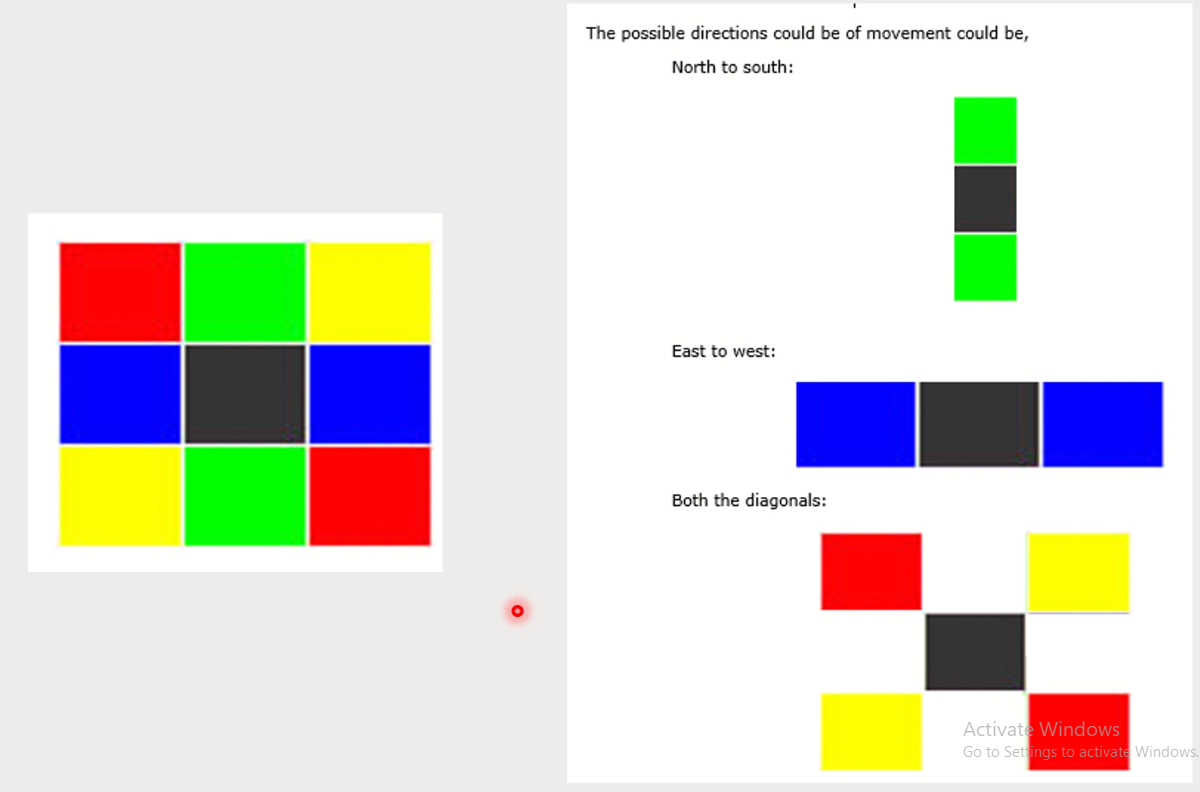 The possible directions could be of movement could be,
North to south:
East to west:
Both the diagonals:
Activate Windows
Go to Settings to activate Windows.